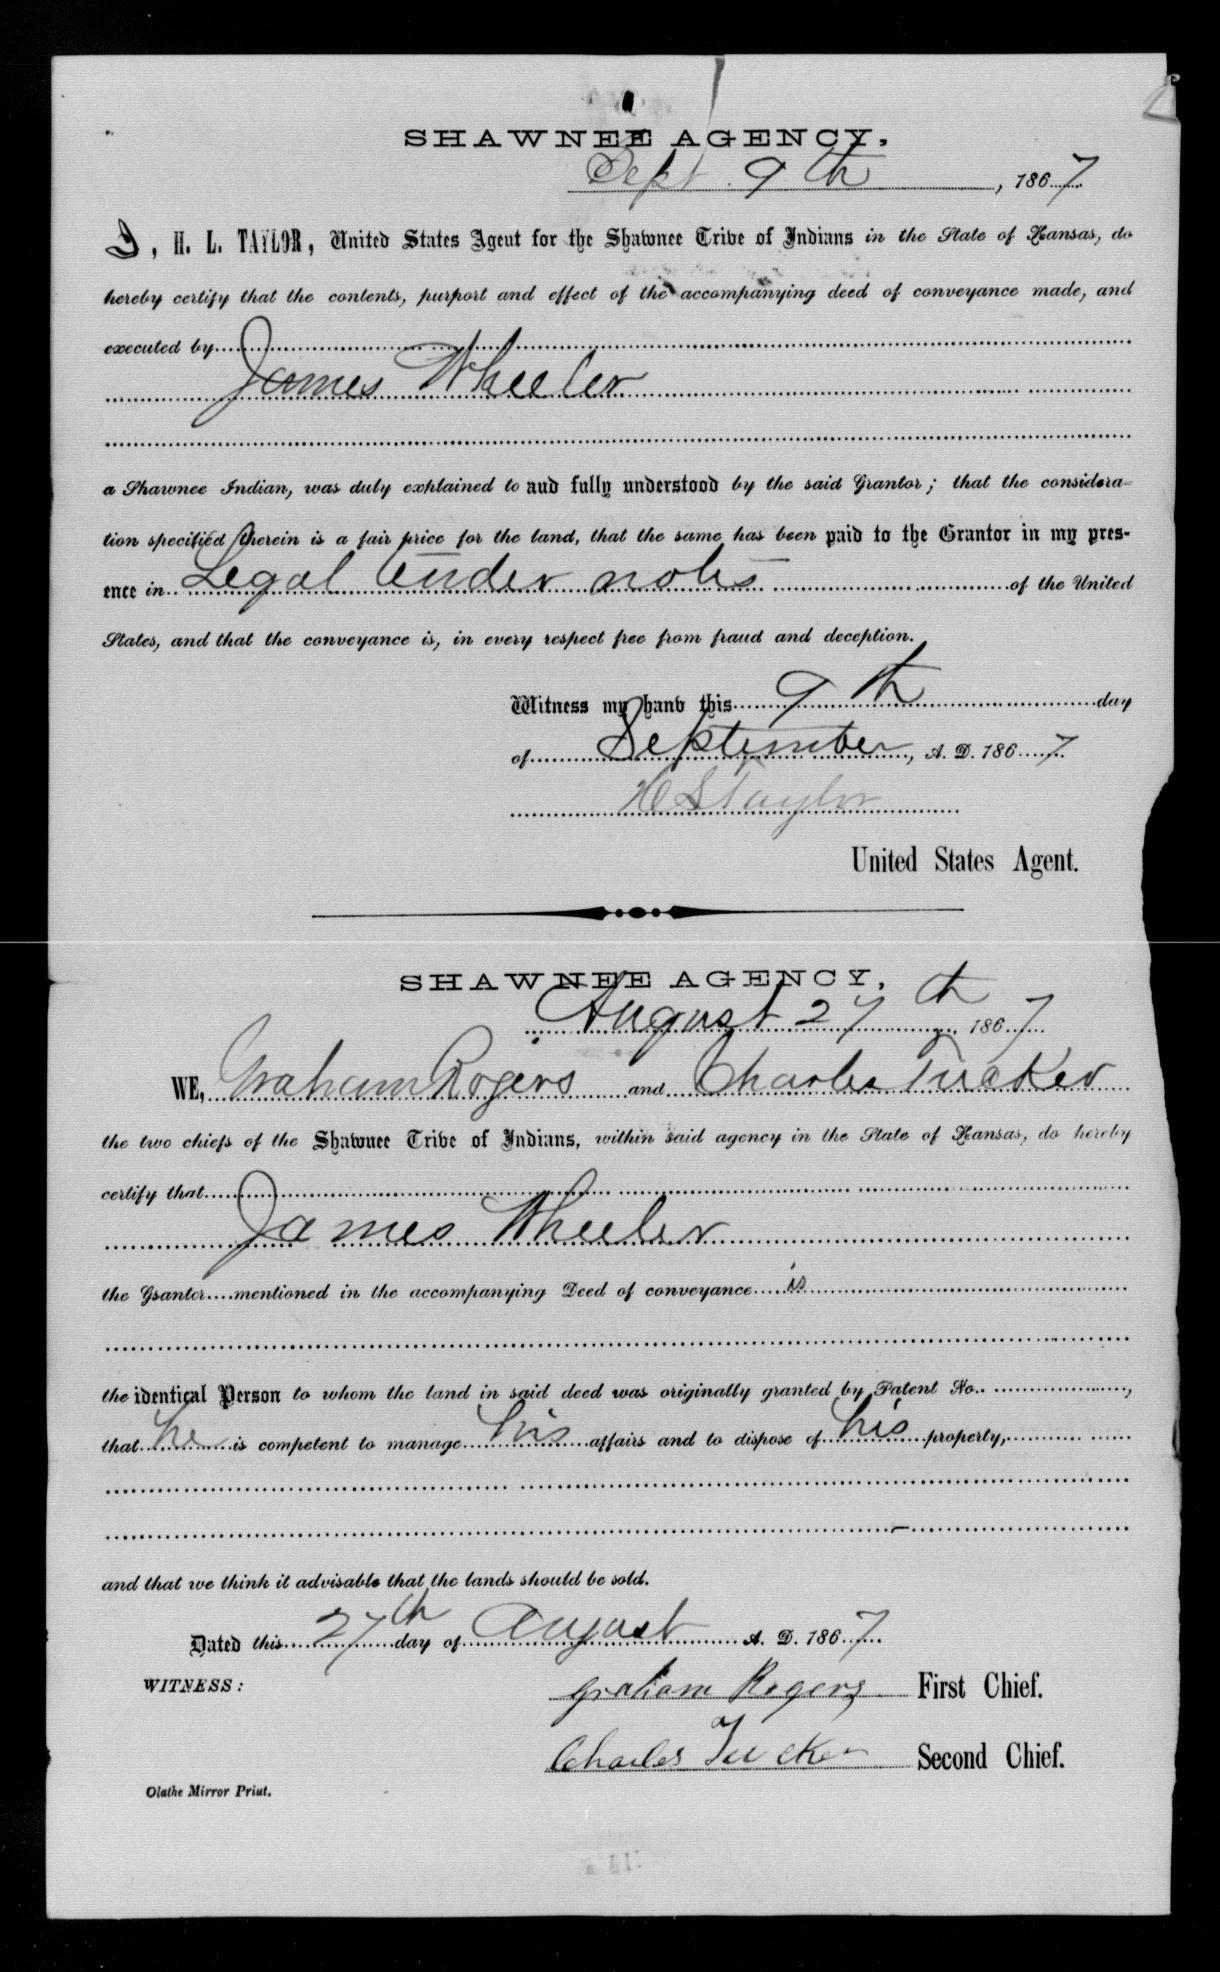 SHAWNEE AGENCY,
Sept 9th, 1867
I, H. L. TAYLOR, United States Agent for the Shawnee Tribe of Indians in the State of Kansas, do
hereby certify that the contents, purport and effect of the accompanying deed of conveyance made, and
executed by
James Wheeler
a Shawnee Indian, was duly explained to and fully understood by the said Grantor; that the considera-
tion specified therein is a fair price for the land, that the same has been paid to the Grantor in my pres-
ence in Legal tender notes of the United
States, and that the conveyance is, in every respect free from fraud and deception.
Witness my hand this 9th day
of September, A. D. 1867
H L Taylor
United States Agent.
SHAWNEE AGENCY,
August 27th 1867
WE, Graham Rogers and Charles Tucker
the two chiefs of the Shawnee Tribe of Indians, within said agency in the State of Kansas, do hereby
certify that
James Wheeler
the Grantor mentioned in the accompanying Deed of conveyance is
the identical Person to whom the land in said deed was originally granted by Patent No. ,
that he is competent to manage his affairs and to dispose of his property,
and that we think it advisable that the lands should be sold.
Dated this 27th day of August A. D. 1867
WITNESS:
Graham Rogers First Chief.
Charles Tucker Second Chief.
Olathe Mirror Print.